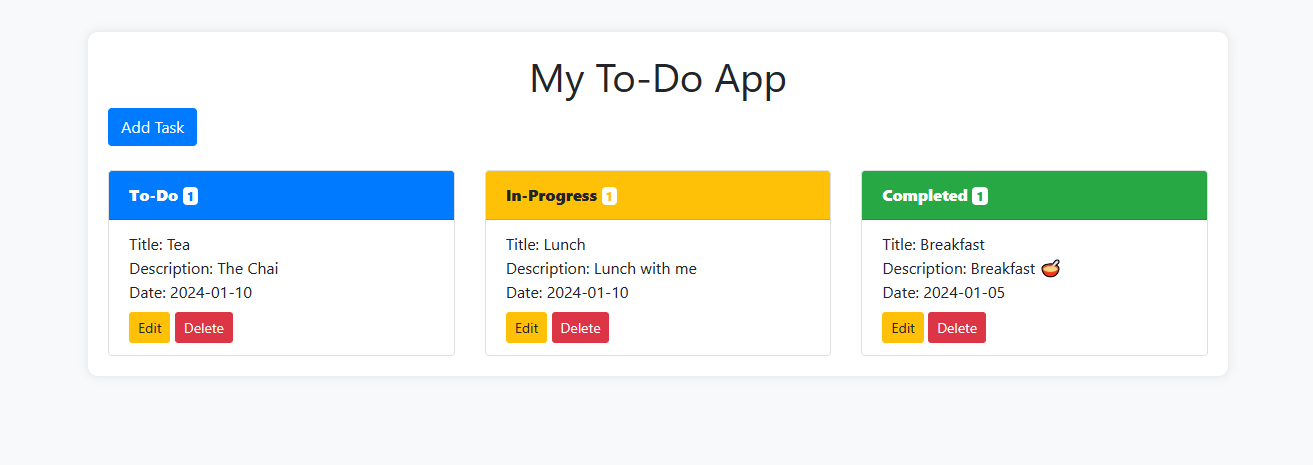 My To-Do App
Add Task
To-Do 1
Title: Tea
Description: The Chai
Date: 2024-01-10
Edit Delete
In-Progress 1
Title: Lunch
Description: Lunch with me
Date: 2024-01-10
Edit Delete
Completed 1
Title: Breakfast
Description: Breakfast 🥣
Date: 2024-01-05
Edit Delete